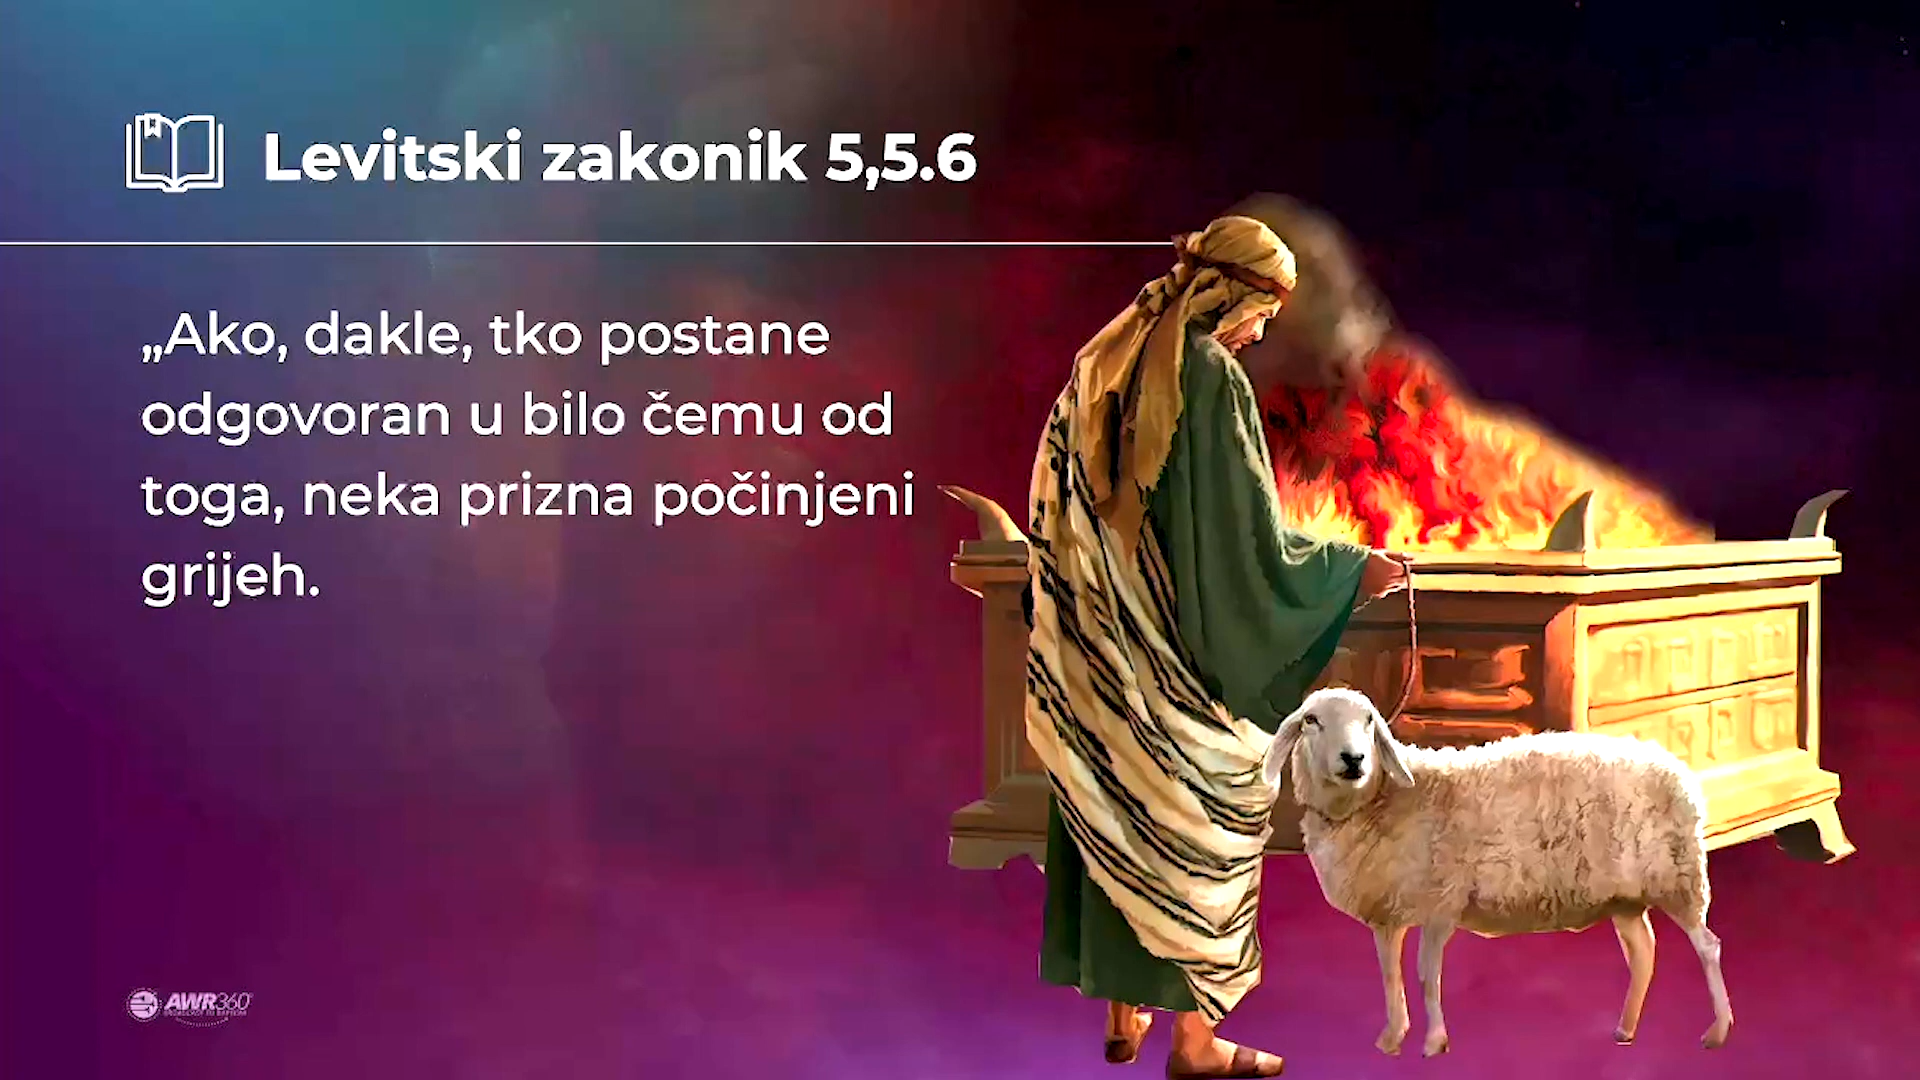 Levitski zakonik 5,5.6
„Ako, dakle, tko postane
odgovoran u bilo čemu od
toga, neka prizna počinjeni
grijeh.
AWR360°